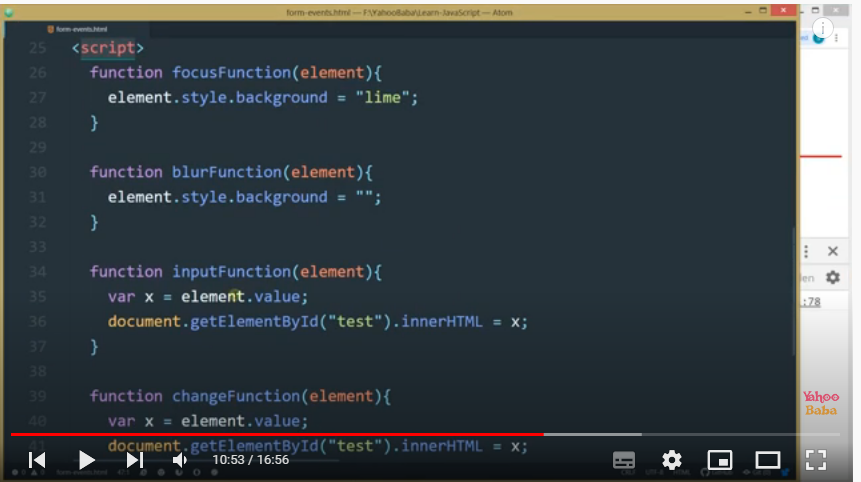 form-events.html — F:\YahooBaba\Learn-JavaScript — Atom
form-events.html
25 <script>
26 function focusFunction(element){
27 element.style.background = "lime";
28 }
29
30 function blurFunction(element){
31 element.style.background = "";
32 }
33
34 function inputFunction(element){
35 var x = element.value;
36 document.getElementById("test").innerHTML = x;
37 }
38
39 function changeFunction(element){
40 var x = element.value;
41 document.getElementById("test").innerHTML = x;
:78
Yahoo
Baba
10:53 / 16:56
form-events.html